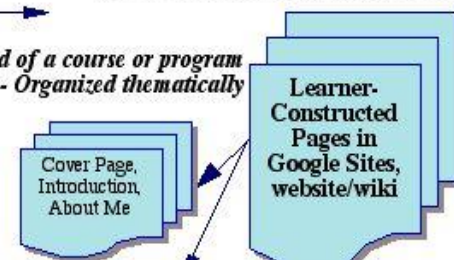 of a course or program
- Organized thematically
Learner-
Constructed
Pages in
Google Sites,
website/wiki
Cover Page,
Introduction,
About Me